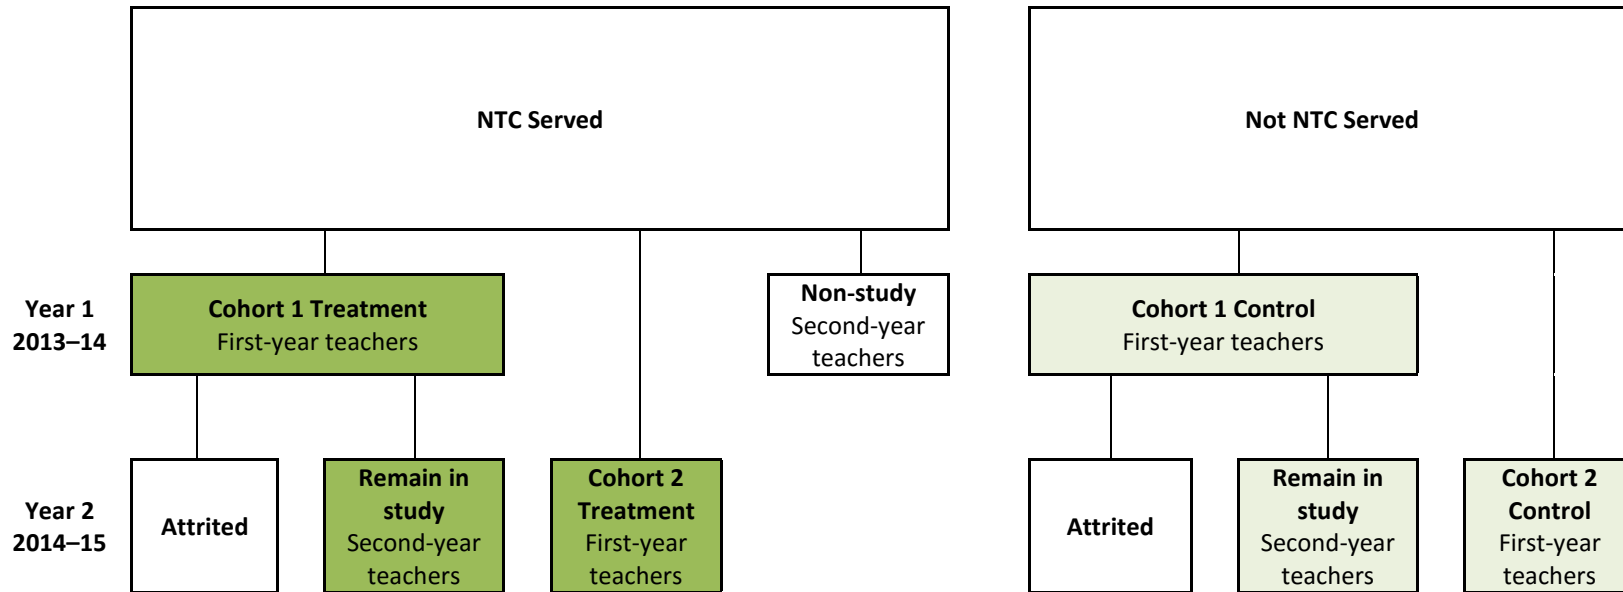 NTC Served
Not NTC Served
Year 1
2013–14
Cohort 1 Treatment
First-year teachers
Non-study
Second-year
teachers
Cohort 1 Control
First-year teachers
Year 2
2014–15
Attrited
Remain in
study
Second-year
teachers
Cohort 2
Treatment
First-year
teachers
Attrited
Remain in
study
Second-year
teachers
Cohort 2
Control
First-year
teachers